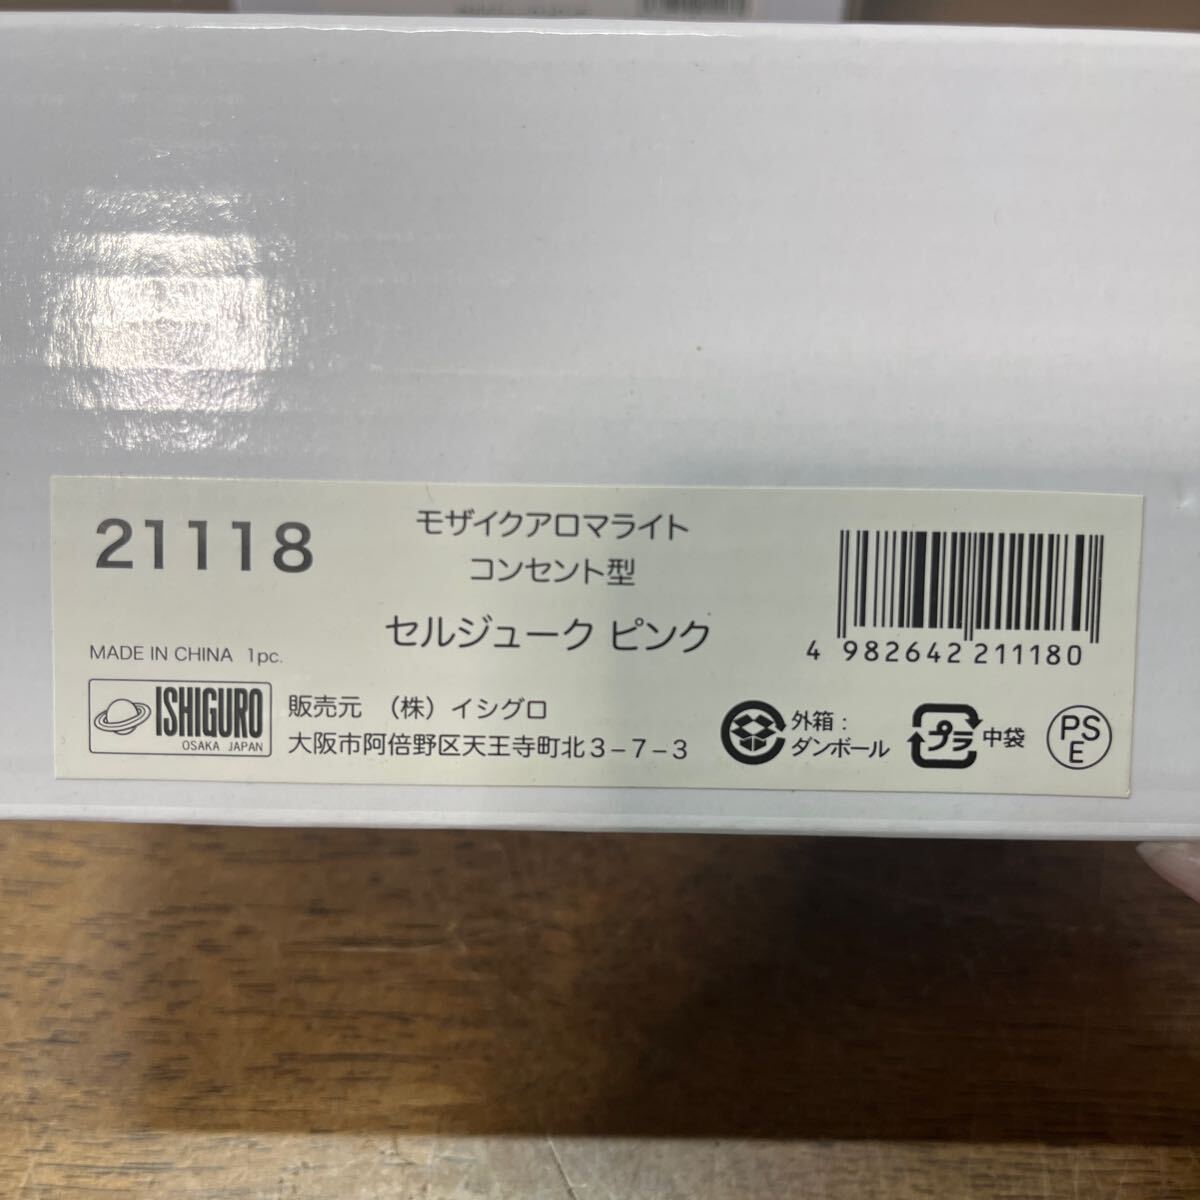 21118
モザイクアロマライト
コンセント型
セルジューク ピンク
MADE IN CHINA 1pc.
ISHIGURO
OSAKA JAPAN
販売元 (株)イシグロ
大阪市阿倍野区天王寺町北3-7-3
4 982642 211180
外箱:
ダンボール
プラ 中袋
PS
E